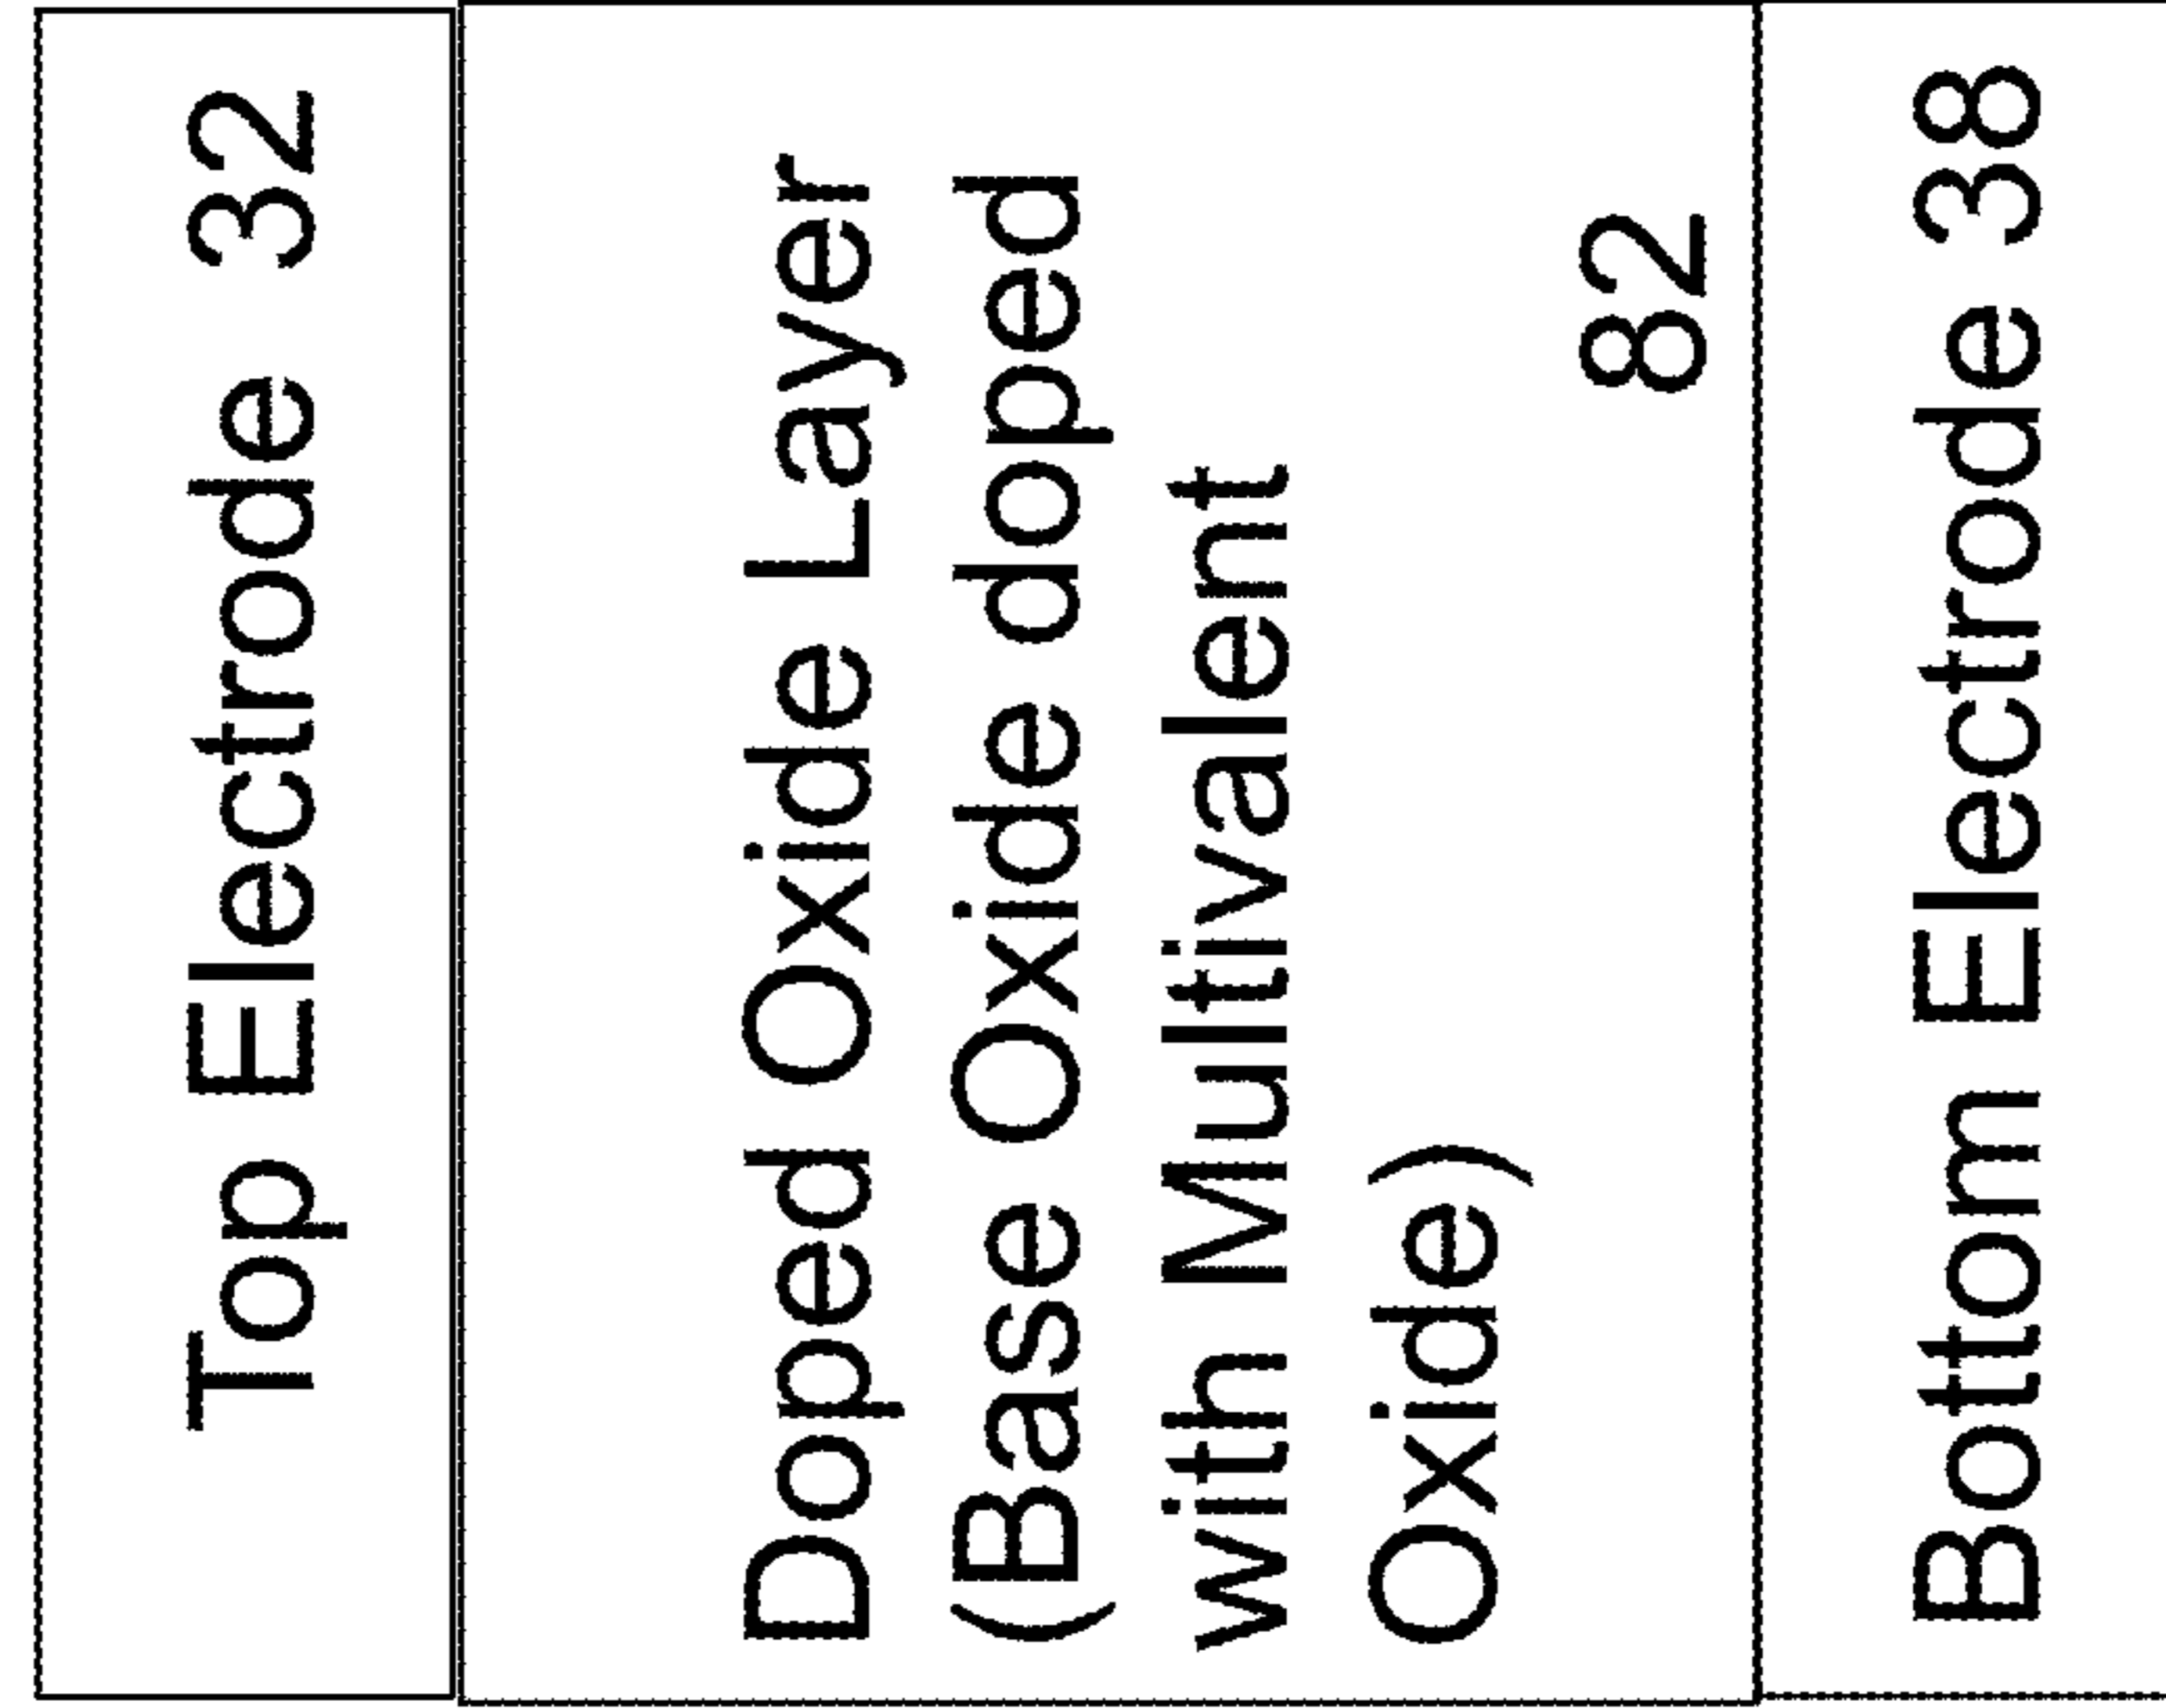 Top Electrode 32
Doped Oxide Layer
(Base Oxide doped
with Multivalent
Oxide)
82
Bottom Electrode 38